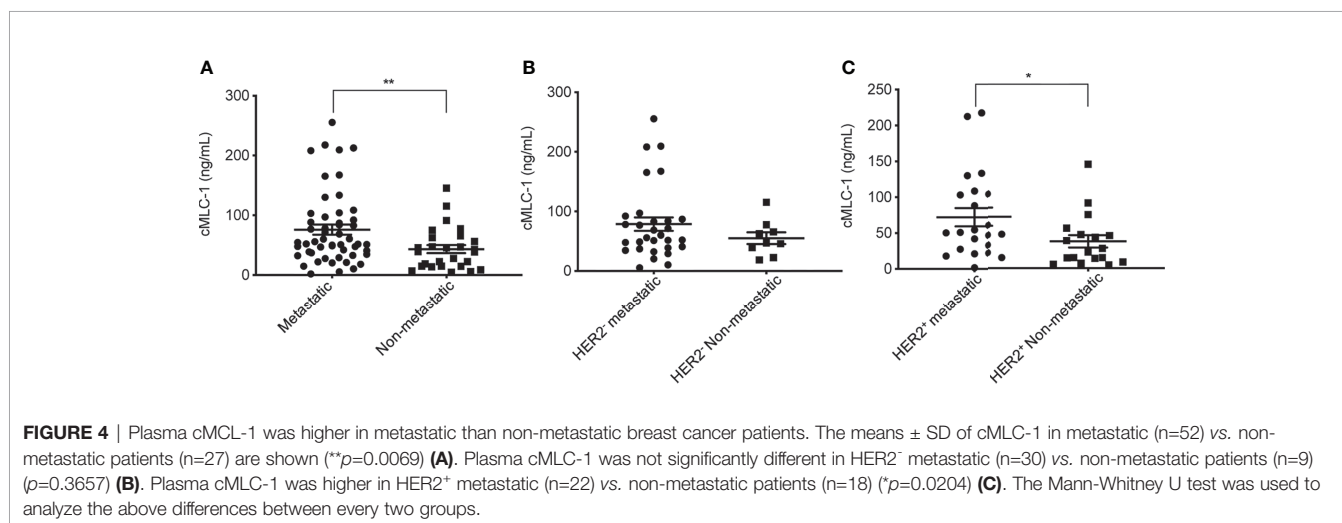 A
**
300
200
100
0
cMLC-1 (ng/mL)
Metastatic
Non-metastatic
B
300
200
100
0
cMLC-1 (ng/mL)
HER2⁻ metastatic
HER2⁻ Non-metastatic
C
*
250
200
150
100
50
0
cMLC-1 (ng/mL)
HER2⁺ metastatic
HER2⁺ Non-metastatic
FIGURE 4 | Plasma cMCL-1 was higher in metastatic than non-metastatic breast cancer patients. The means ± SD of cMLC-1 in metastatic (n=52) vs. non-
metastatic patients (n=27) are shown (**p=0.0069) (A). Plasma cMLC-1 was not significantly different in HER2⁻ metastatic (n=30) vs. non-metastatic patients (n=9)
(p=0.3657) (B). Plasma cMLC-1 was higher in HER2⁺ metastatic (n=22) vs. non-metastatic patients (n=18) (*p=0.0204) (C). The Mann-Whitney U test was used to
analyze the above differences between every two groups.